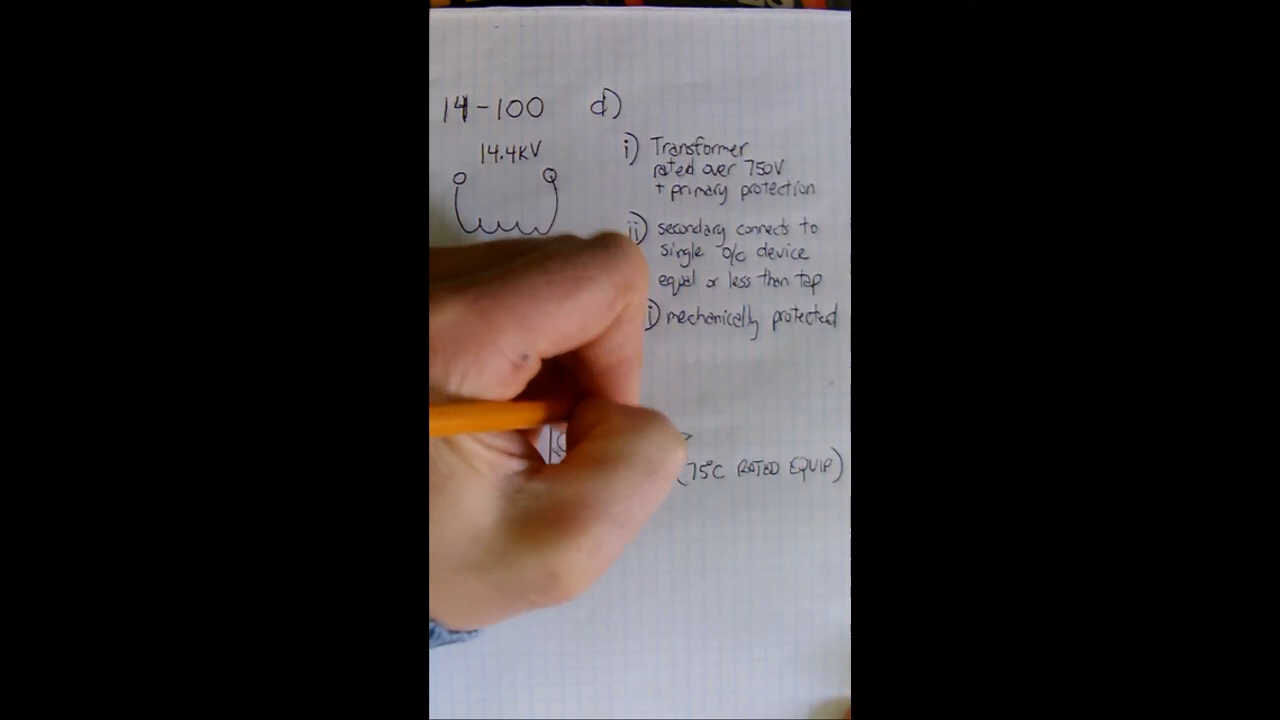 14-100 d)
14.4kV
i) Transformer
rated over 750V
+ primary protection
ii) secondary connects to
single o/c device
equal or less than tap
i) mechanically protected
(75°C RATED EQUIP)